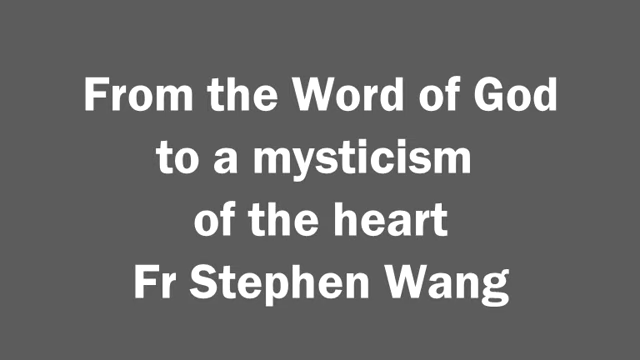 From the Word of God
to a mysticism
of the heart
Fr Stephen Wang